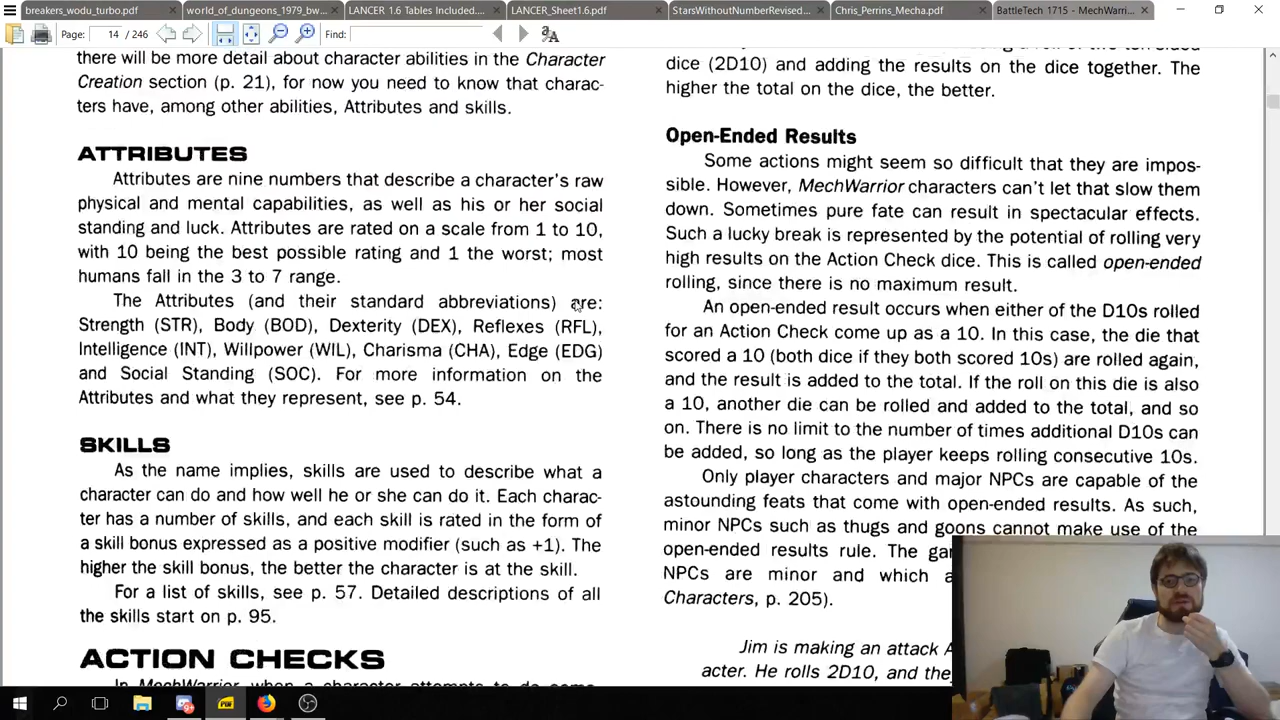 breakers_wodu_turbo.pdf
world_of_dungeons_1979_bw...
LANCER 1.6 Tables Included....
LANCER_Sheet1.6.pdf
StarsWithoutNumberRevised...
Chris_Perrins_Mecha.pdf
BattleTech 1715 - MechWarri...
Page:
14 / 246
Find:
there will be more detail about character abilities in the Character
Creation section (p. 21), for now you need to know that charac-
ters have, among other abilities, Attributes and skills.
ATTRIBUTES
Attributes are nine numbers that describe a character's raw
physical and mental capabilities, as well as his or her social
standing and luck. Attributes are rated on a scale from 1 to 10,
with 10 being the best possible rating and 1 the worst; most
humans fall in the 3 to 7 range.
The Attributes (and their standard abbreviations) are:
Strength (STR), Body (BOD), Dexterity (DEX), Reflexes (RFL),
Intelligence (INT), Willpower (WIL), Charisma (CHA), Edge (EDG)
and Social Standing (SOC). For more information on the
Attributes and what they represent, see p. 54.
SKILLS
As the name implies, skills are used to describe what a
character can do and how well he or she can do it. Each charac-
ter has a number of skills, and each skill is rated in the form of
a skill bonus expressed as a positive modifier (such as +1). The
higher the skill bonus, the better the character is at the skill.
For a list of skills, see p. 57. Detailed descriptions of all
the skills start on p. 95.
ACTION CHECKS
In MechWarrior, when a character attempts to do some-
dice (2D10) and adding the results on the dice together. The
higher the total on the dice, the better.
Open-Ended Results
Some actions might seem so difficult that they are impos-
sible. However, MechWarrior characters can't let that slow them
down. Sometimes pure fate can result in spectacular effects.
Such a lucky break is represented by the potential of rolling very
high results on the Action Check dice. This is called open-ended
rolling, since there is no maximum result.
An open-ended result occurs when either of the D10s rolled
for an Action Check come up as a 10. In this case, the die that
scored a 10 (both dice if they both scored 10s) are rolled again,
and the result is added to the total. If the roll on this die is also
a 10, another die can be rolled and added to the total, and so
on. There is no limit to the number of times additional D10s can
be added, so long as the player keeps rolling consecutive 10s.
Only player characters and major NPCs are capable of the
astounding feats that come with open-ended results. As such,
minor NPCs such as thugs and goons cannot make use of the
open-ended results rule. The
NPCs are minor and which
Characters, p. 205).
Jim is making an attack
acter. He rolls 2D10, and the